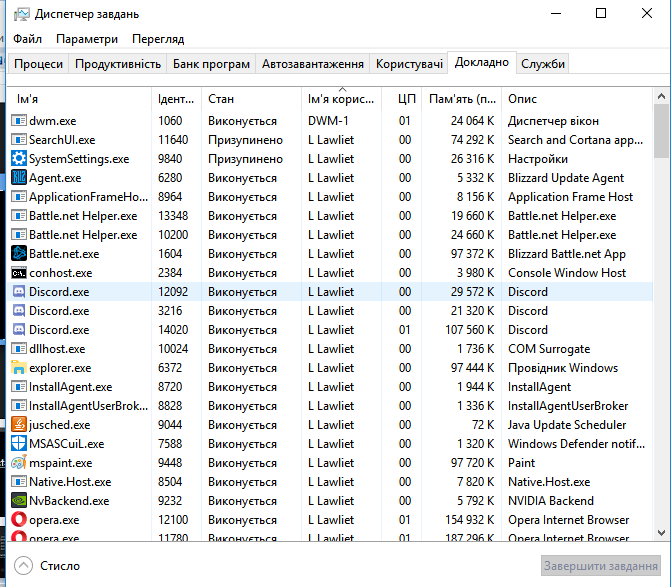 Диспетчер завдань
Файл Параметри Перегляд
Процеси Продуктивність Банк програм Автозавантаження Користувачі Докладно Служби
Ім'я Ідент... Стан Ім'я корис... ЦП Пам'ять (п... Опис
dwm.exe 1060 Виконується DWM-1 01 24 064 K Диспетчер вікон
SearchUI.exe 11640 Призупинено L Lawliet 00 74 292 K Search and Cortana app...
SystemSettings.exe 9840 Призупинено L Lawliet 00 26 316 K Настройки
Agent.exe 6280 Виконується L Lawliet 00 5 332 K Blizzard Update Agent
ApplicationFrameHo... 8964 Виконується L Lawliet 00 8 156 K Application Frame Host
Battle.net Helper.exe 13348 Виконується L Lawliet 00 19 660 K Battle.net Helper.exe
Battle.net Helper.exe 10200 Виконується L Lawliet 00 24 660 K Battle.net Helper.exe
Battle.net.exe 1604 Виконується L Lawliet 00 97 372 K Blizzard Battle.net App
conhost.exe 2384 Виконується L Lawliet 00 3 980 K Console Window Host
Discord.exe 12092 Виконується L Lawliet 00 29 572 K Discord
Discord.exe 3216 Виконується L Lawliet 00 21 320 K Discord
Discord.exe 14020 Виконується L Lawliet 01 107 560 K Discord
dllhost.exe 10024 Виконується L Lawliet 00 1 736 K COM Surrogate
explorer.exe 6372 Виконується L Lawliet 00 97 444 K Провідник Windows
InstallAgent.exe 8720 Виконується L Lawliet 00 1 944 K InstallAgent
InstallAgentUserBrok... 8828 Виконується L Lawliet 00 1 336 K InstallAgentUserBroker
jusched.exe 9044 Виконується L Lawliet 00 72 K Java Update Scheduler
MSASCuiL.exe 7588 Виконується L Lawliet 00 1 320 K Windows Defender notif...
mspaint.exe 9448 Виконується L Lawliet 00 97 720 K Paint
Native.Host.exe 8504 Виконується L Lawliet 00 7 820 K Native.Host.exe
NvBackend.exe 9232 Виконується L Lawliet 00 5 792 K NVIDIA Backend
opera.exe 12100 Виконується L Lawliet 01 154 932 K Opera Internet Browser
opera.exe 11780 Виконується L Lawliet 01 187 296 K Opera Internet Browser
Стисло Завершити завдання